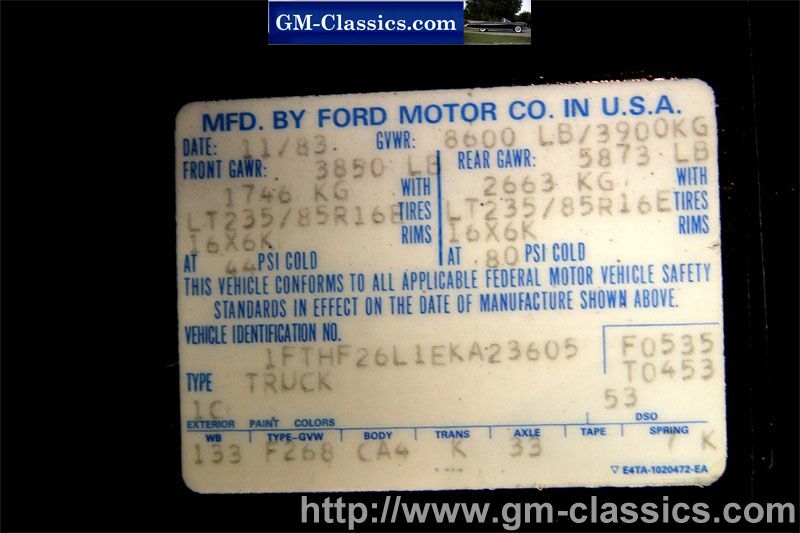 GM-Classics.com
MFD. BY FORD MOTOR CO. IN U.S.A.
DATE: 11/83 GVWR: 8600 LB/3900KG
FRONT GAWR: 3850 LB REAR GAWR: 5873 LB
1746 KG WITH 2663 KG WITH
LT235/85R16E TIRES LT235/85R16E TIRES
16X6K RIMS 16X6K RIMS
AT 44 PSI COLD AT 80 PSI COLD
THIS VEHICLE CONFORMS TO ALL APPLICABLE FEDERAL MOTOR VEHICLE SAFETY
STANDARDS IN EFFECT ON THE DATE OF MANUFACTURE SHOWN ABOVE.
VEHICLE IDENTIFICATION NO.
1FTHF26L1EKA23605 F0535
TYPE TRUCK T0453
1C 53
EXTERIOR PAINT COLORS DSO
WB TYPE-GVW BODY TRANS AXLE TAPE SPRING
133 F268 CA4 K 33 7 K
▽ E4TA-1020472-EA
http://www.gm-classics.com